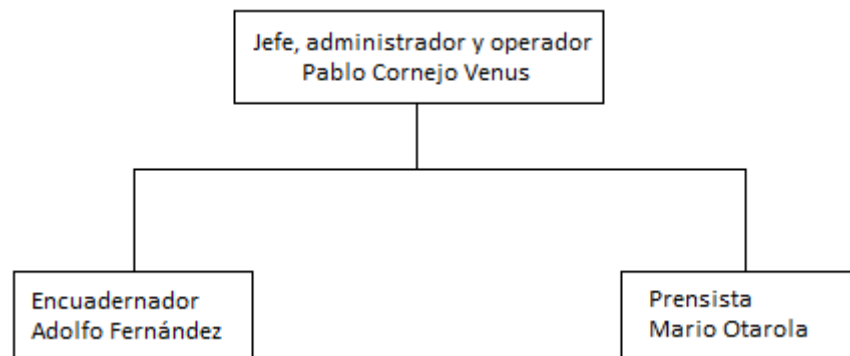 Jefe, administrador y operador
Pablo Cornejo Venus
Encuadernador
Adolfo Fernández
Prensista
Mario Otarola